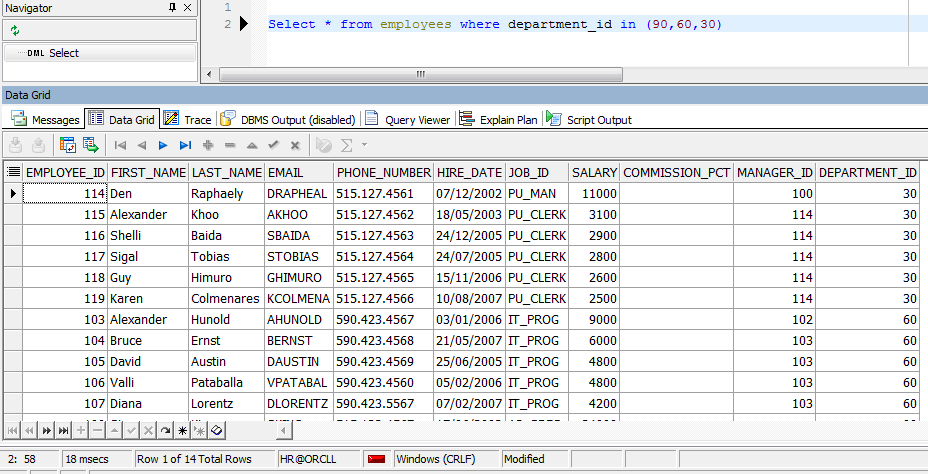 Navigator
1
2 Select * from employees where department_id in (90,60,30)
DML Select
Data Grid
Messages Data Grid Trace DBMS Output (disabled) Query Viewer Explain Plan Script Output
EMPLOYEE_ID FIRST_NAME LAST_NAME EMAIL PHONE_NUMBER HIRE_DATE JOB_ID SALARY COMMISSION_PCT MANAGER_ID DEPARTMENT_ID
114 Den Raphaely DRAPHEAL 515.127.4561 07/12/2002 PU_MAN 11000 100 30
115 Alexander Khoo AKHOO 515.127.4562 18/05/2003 PU_CLERK 3100 114 30
116 Shelli Baida SBAIDA 515.127.4563 24/12/2005 PU_CLERK 2900 114 30
117 Sigal Tobias STOBIAS 515.127.4564 24/07/2005 PU_CLERK 2800 114 30
118 Guy Himuro GHIMURO 515.127.4565 15/11/2006 PU_CLERK 2600 114 30
119 Karen Colmenares KCOLMENA 515.127.4566 10/08/2007 PU_CLERK 2500 114 30
103 Alexander Hunold AHUNOLD 590.423.4567 03/01/2006 IT_PROG 9000 102 60
104 Bruce Ernst BERNST 590.423.4568 21/05/2007 IT_PROG 6000 103 60
105 David Austin DAUSTIN 590.423.4569 25/06/2005 IT_PROG 4800 103 60
106 Valli Pataballa VPATABAL 590.423.4560 05/02/2006 IT_PROG 4800 103 60
107 Diana Lorentz DLORENTZ 590.423.5567 07/02/2007 IT_PROG 4200 103 60
2: 58 18 msecs Row 1 of 14 Total Rows HR@ORCLL Windows (CRLF) Modified